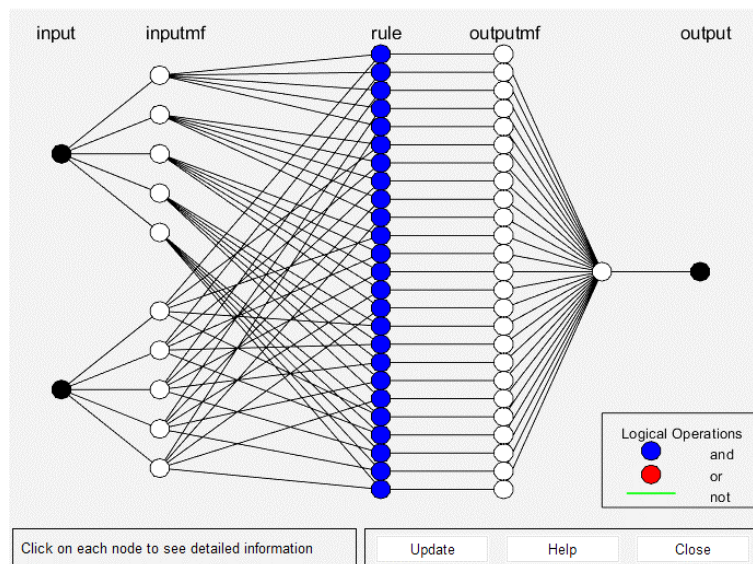 input inputmf rule outputmf output
Logical Operations
and
or
not
Click on each node to see detailed information
Update Help Close